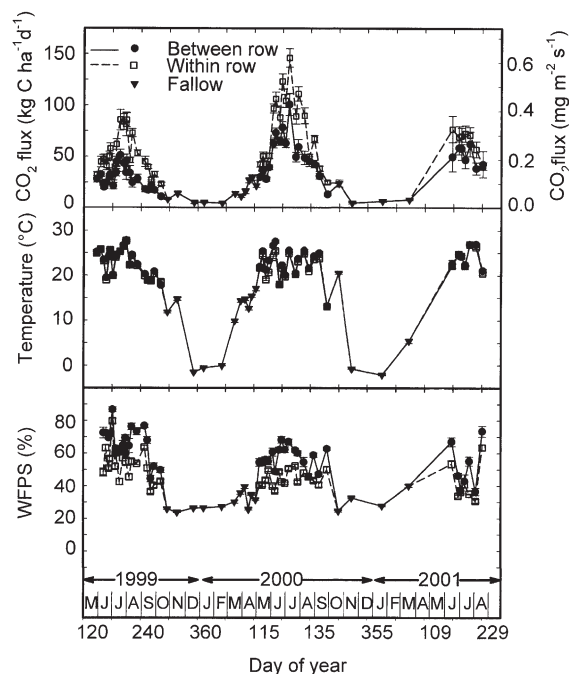 Between row
Within row
Fallow
CO₂ flux (kg C ha⁻¹d⁻¹)
150
100
50
0
CO₂ flux (mg m⁻² s⁻¹)
0.6
0.4
0.2
0.0
Temperature (°C)
30
20
10
0
WFPS (%)
80
60
40
20
0
1999 2000 2001
M J J A S O N D J F M A M J J A S O N D J F M A M J J A
120 240 360 115 135 355 109 229
Day of year